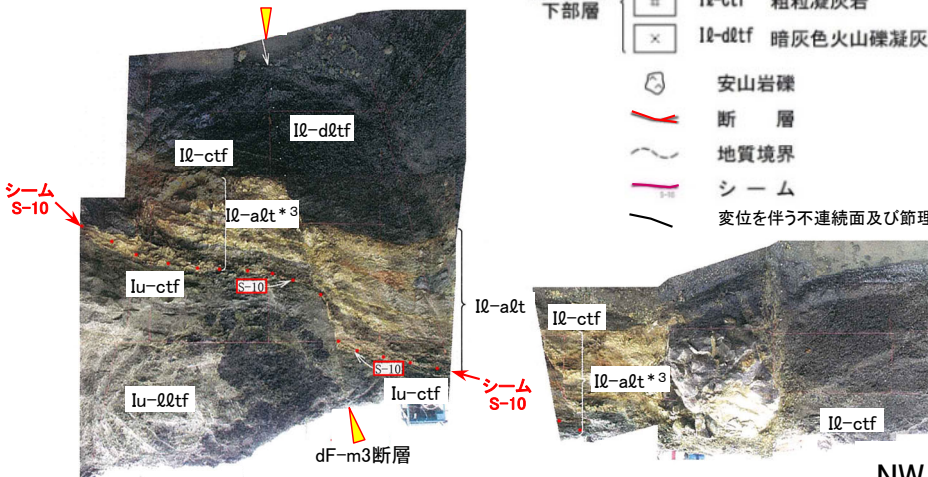 下部層
Iℓ-ctf 粗粒凝灰岩
Iℓ-dℓtf 暗灰色火山礫凝灰
安山岩礫
断 層
地質境界
シ ー ム
変位を伴う不連続面及び節理
Iℓ-dℓtf
Iℓ-ctf
シーム
S-10
Iℓ-aℓt*3
Iu-ctf
S-10
Iℓ-aℓt
S-10
Iu-ℓℓtf
Iu-ctf
シーム
S-10
dF-m3断層
Iℓ-ctf
Iℓ-aℓt*3
Iℓ-ctf
NW